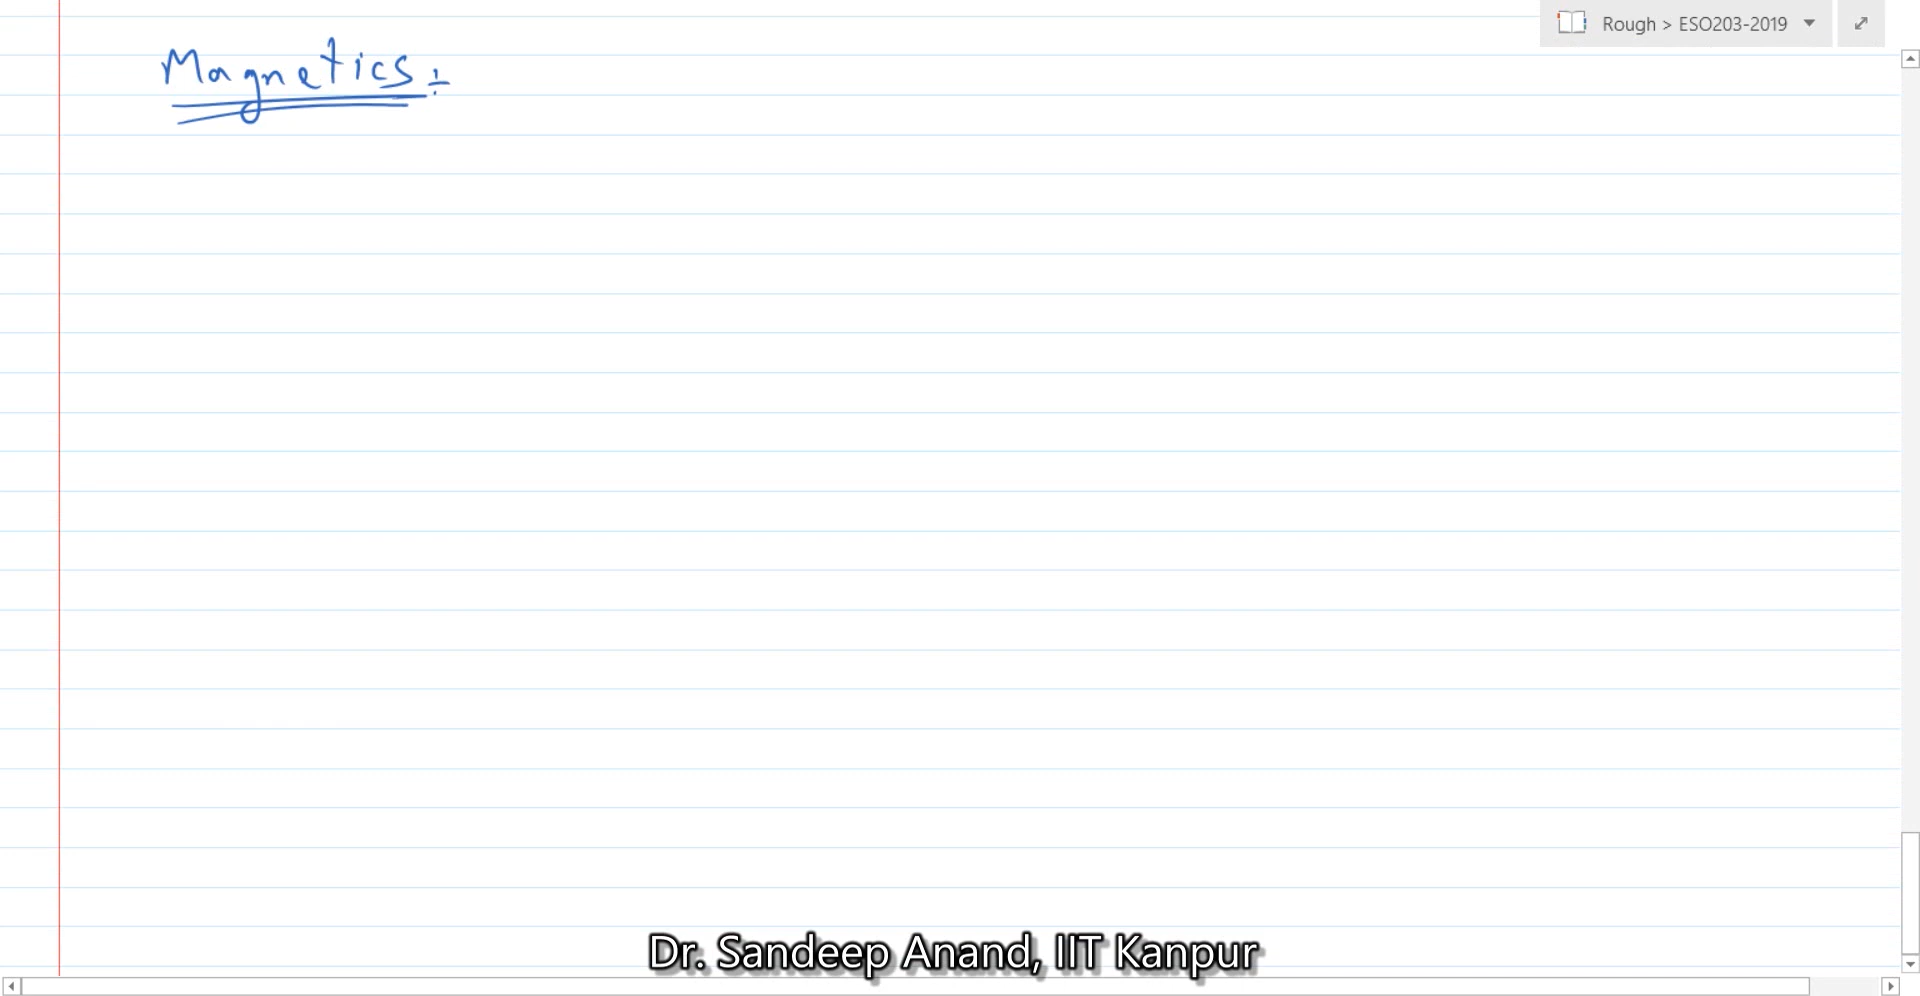 Rough > ESO203-2019
Magnetics:
Dr. Sandeep Anand, IIT Kanpur